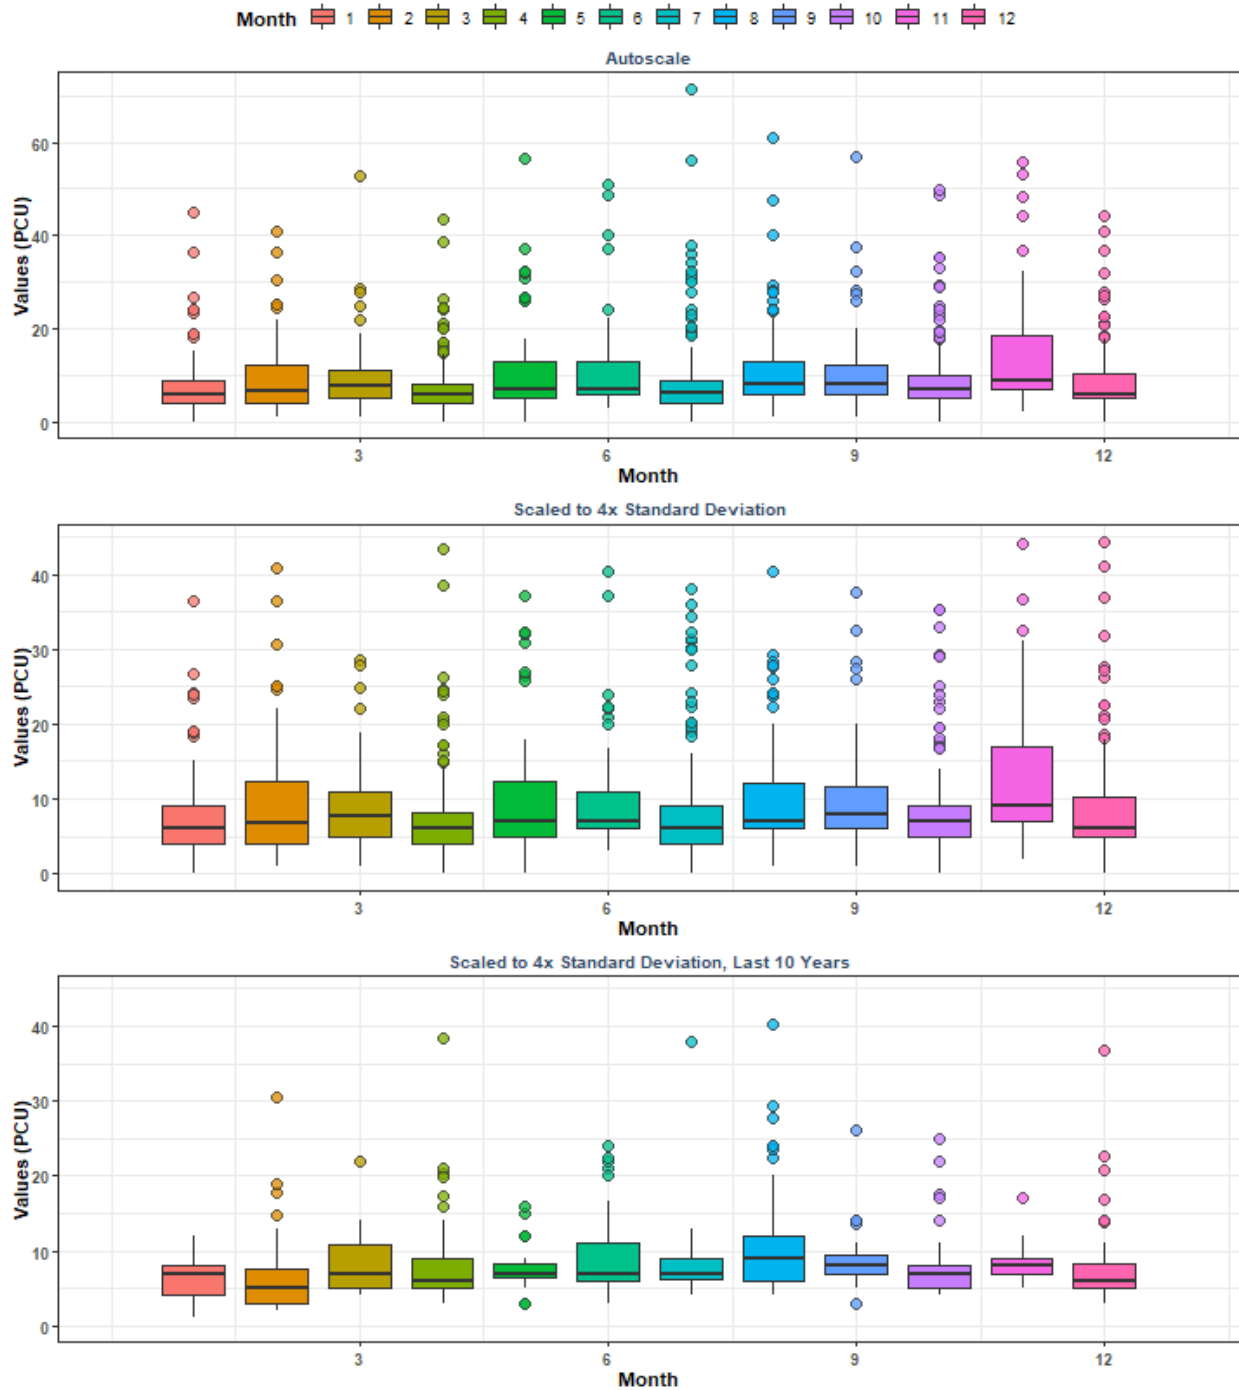 Month 1 2 3 4 5 6 7 8 9 10 11 12
Autoscale
Values (PCU)
60
40
20
0
3 6 9 12
Month
Scaled to 4x Standard Deviation
Values (PCU)
40
30
20
10
0
3 6 9 12
Month
Scaled to 4x Standard Deviation, Last 10 Years
Values (PCU)
40
30
20
10
0
3 6 9 12
Month